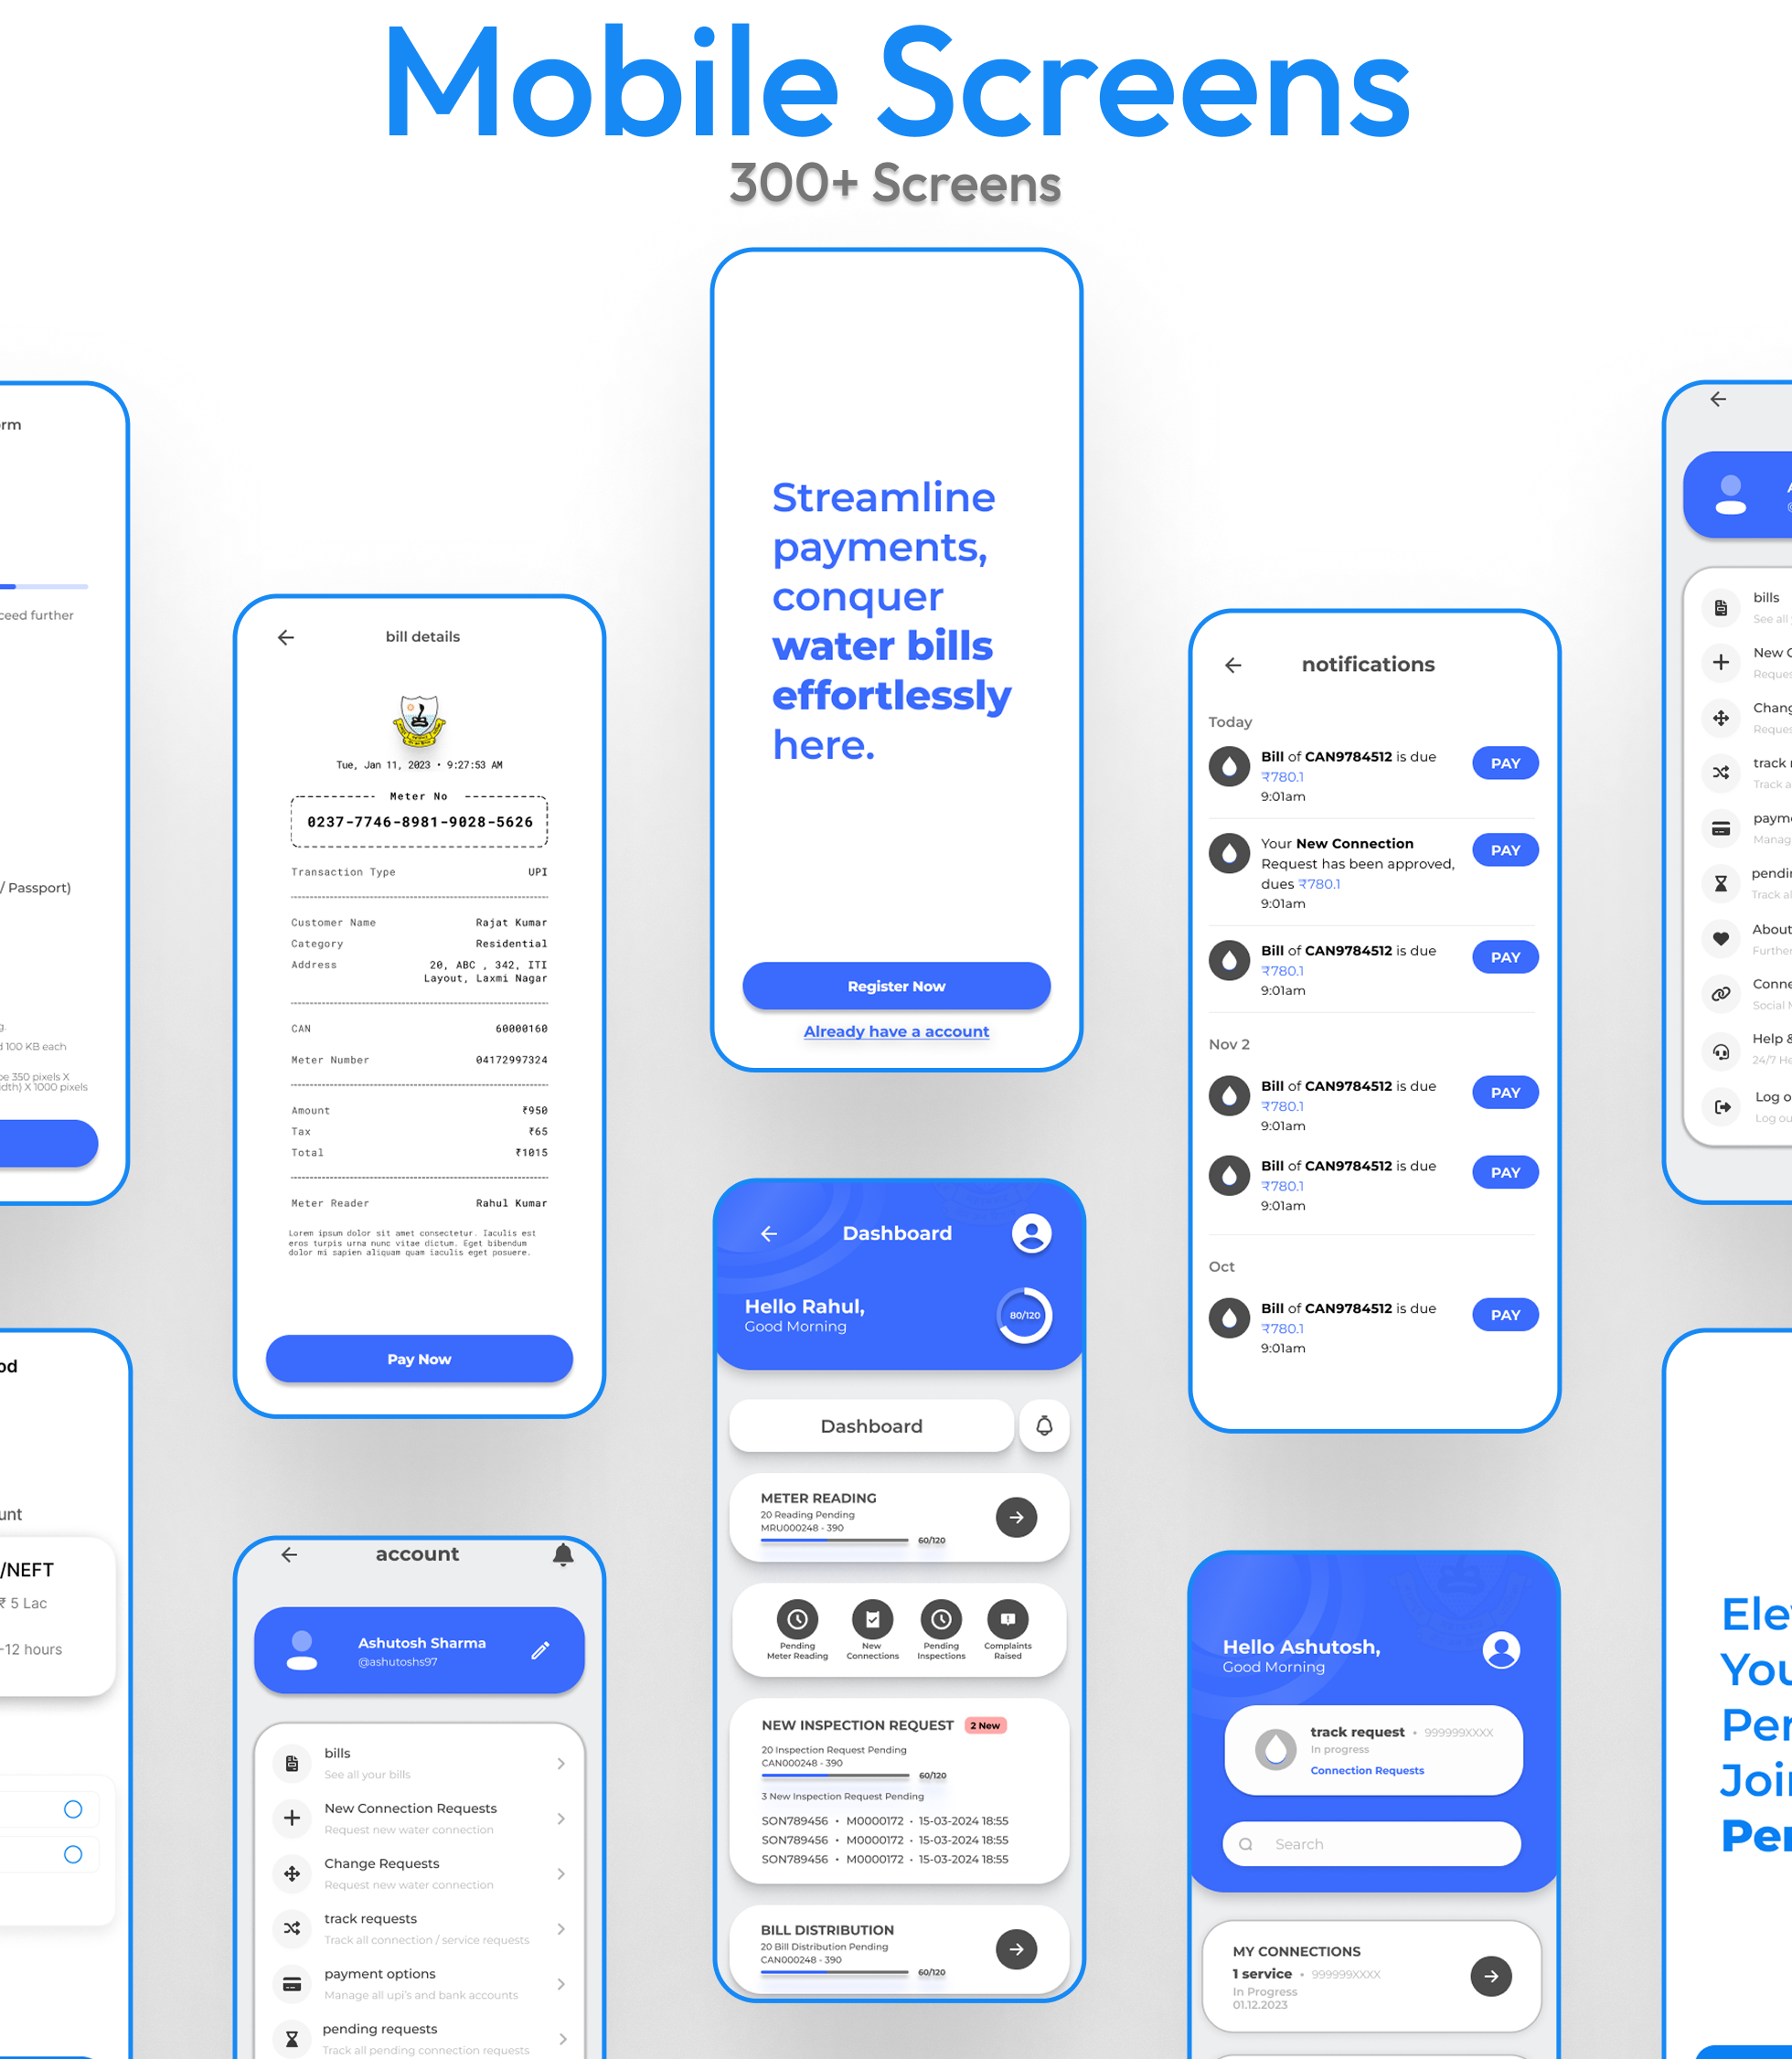 Mobile Screens
300+ Screens
orm
ceed further
/ Passport)
g.
d 100 KB each
be 350 pixels X
idth) X 1000 pixels
od
unt
/NEFT
₹ 5 Lac
-12 hours
bill details
Tue, Jan 11, 2023 • 9:27:53 AM
Meter No
0237-7746-8981-9028-5626
Transaction Type UPI
Customer Name Rajat Kumar
Category Residential
Address 20, ABC , 342, ITI
Layout, Laxmi Nagar
CAN 60000160
Meter Number 04172997324
Amount ₹950
Tax ₹65
Total ₹1015
Meter Reader Rahul Kumar
Lorem ipsum dolor sit amet consectetur. Iaculis est
eros turpis urna nunc vitae dictum. Eget bibendum
dolor mi sapien aliquam quam iaculis eget posuere.
Pay Now
account
Ashutosh Sharma
@ashutoshs97
bills
See all your bills
New Connection Requests
Request new water connection
Change Requests
Request new water connection
track requests
Track all connection / service requests
payment options
Manage all upi's and bank accounts
pending requests
Track all pending connection requests
Streamline
payments,
conquer
water bills
effortlessly
here.
Register Now
Already have a account
Dashboard
Hello Rahul,
Good Morning
80/120
Dashboard
METER READING
20 Reading Pending
MRU000248 - 390
60/120
Pending
Meter Reading
New
Connections
Pending
Inspections
Complaints
Raised
NEW INSPECTION REQUEST 2 New
20 Inspection Request Pending
CAN000248 - 390
60/120
3 New Inspection Request Pending
SON789456 • M0000172 • 15-03-2024 18:55
SON789456 • M0000172 • 15-03-2024 18:55
SON789456 • M0000172 • 15-03-2024 18:55
BILL DISTRIBUTION
20 Bill Distribution Pending
CAN000248 - 390
60/120
notifications
Today
Bill of CAN9784512 is due
₹780.1
9:01am
PAY
Your New Connection
Request has been approved,
dues ₹780.1
9:01am
PAY
Bill of CAN9784512 is due
₹780.1
9:01am
PAY
Nov 2
Bill of CAN9784512 is due
₹780.1
9:01am
PAY
Bill of CAN9784512 is due
₹780.1
9:01am
PAY
Oct
Bill of CAN9784512 is due
₹780.1
9:01am
PAY
Hello Ashutosh,
Good Morning
track request • 999999XXXX
In progress
Connection Requests
Search
MY CONNECTIONS
1 service • 999999XXXX
In Progress
01.12.2023
bills
See all
New C
Reques
Chang
Reques
track
Track a
payme
Manag
pendin
Track al
About
Further
Conne
Social
Help &
24/7 He
Log o
Log ou
Ele
You
Per
Join
Per